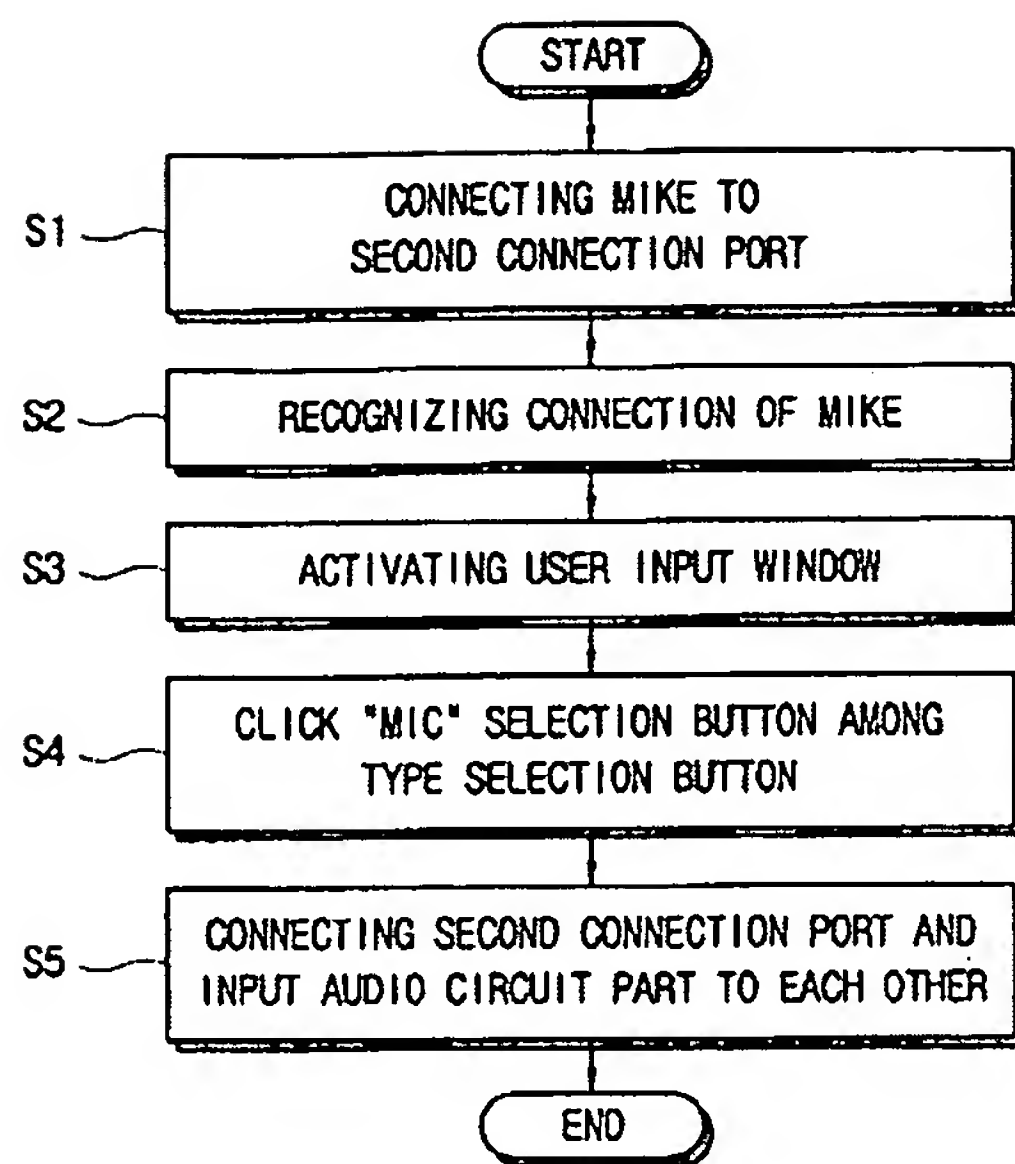 START
S1
CONNECTING MIKE TO
SECOND CONNECTION PORT
S2
RECOGNIZING CONNECTION OF MIKE
S3
ACTIVATING USER INPUT WINDOW
S4
CLICK "MIC" SELECTION BUTTON AMONG
TYPE SELECTION BUTTON
S5
CONNECTING SECOND CONNECTION PORT AND
INPUT AUDIO CIRCUIT PART TO EACH OTHER
END